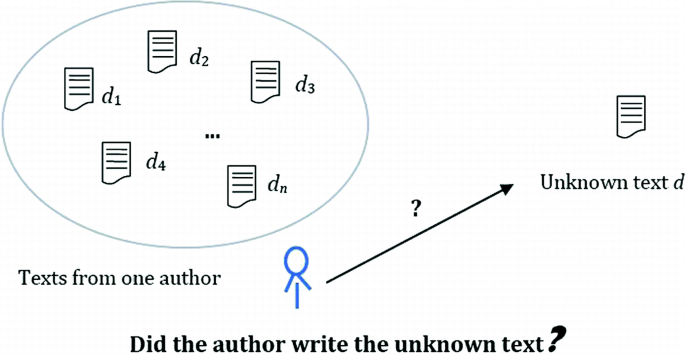 d2
d1
d3
...
d4
dn
Unknown text d
?
Texts from one author
Did the author write the unknown text?